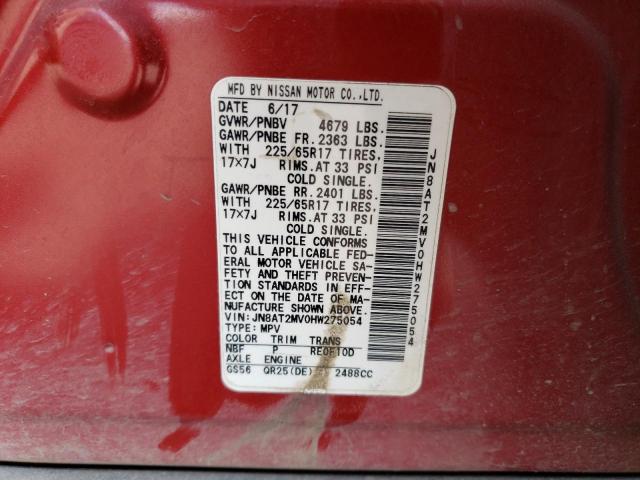 MFD BY NISSAN MOTOR CO.,LTD.
DATE 6/17
GVWR/PNBV 4679 LBS.
GAWR/PNBE FR. 2363 LBS.
WITH 225/65R17 TIRES,
17×7J RIMS. AT 33 PSI
COLD SINGLE.
GAWR/PNBE RR. 2401 LBS.
WITH 225/65R17 TIRES,
17×7J RIMS. AT 33 PSI
COLD SINGLE.
THIS VEHICLE CONFORMS
TO ALL APPLICABLE FED-
ERAL MOTOR VEHICLE SA-
FETY AND THEFT PREVEN-
TION STANDARDS IN EFF-
ECT ON THE DATE OF MA-
NUFACTURE SHOWN ABOVE.
VIN: JN8AT2MV0HW275054
TYPE: MPV
COLOR TRIM TRANS
NBF P RE0F10D
AXLE ENGINE
GS56 QR25(DE) 2488CC
JN8AT2MV0HW275054